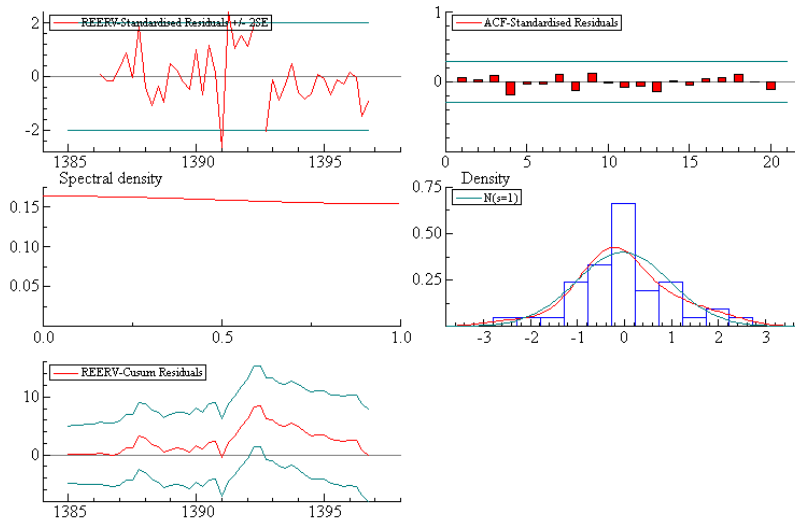 REERV-Standardised Residuals +/- 2SE
2
0
-2
1385 1390 1395
ACF-Standardised Residuals
1
0
0 5 10 15 20
Spectral density
0.15
0.10
0.05
0.0 0.5 1.0
Density
0.75
N(s=1)
0.50
0.25
-3 -2 -1 0 1 2 3
REERV-Cusum Residuals
10
0
1385 1390 1395